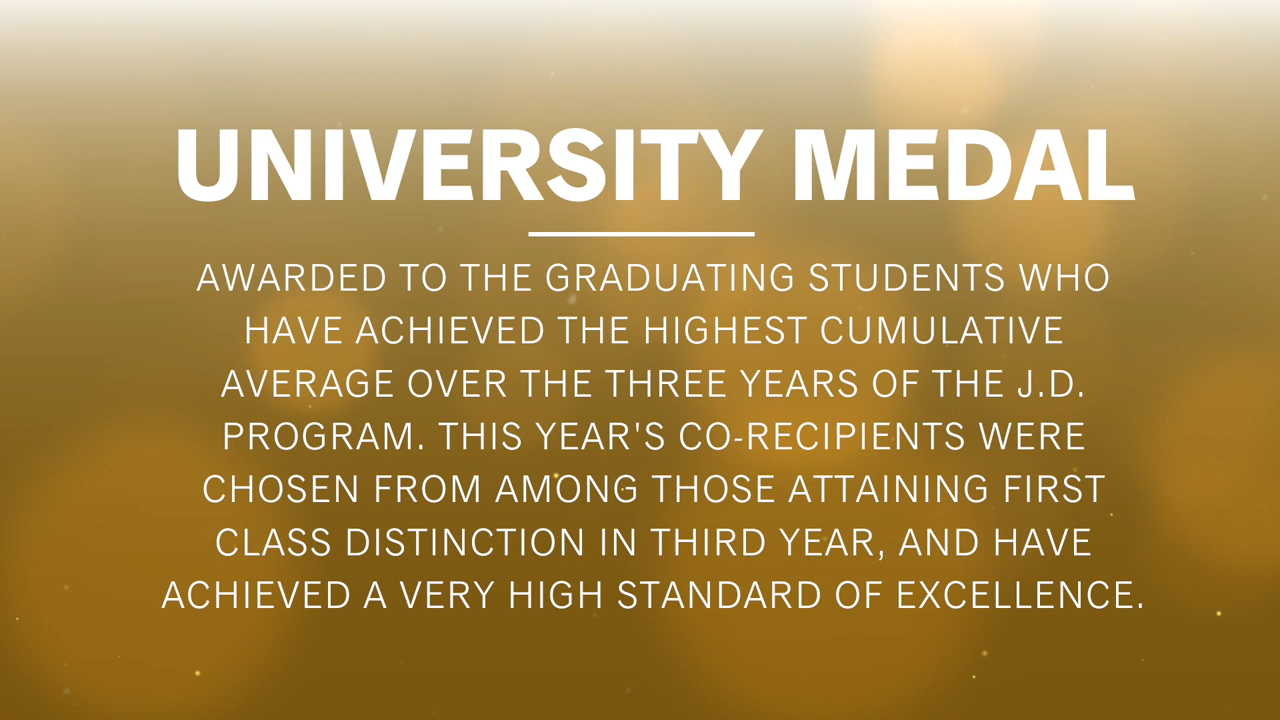 UNIVERSITY MEDAL
AWARDED TO THE GRADUATING STUDENTS WHO
HAVE ACHIEVED THE HIGHEST CUMULATIVE
AVERAGE OVER THE THREE YEARS OF THE J.D.
PROGRAM. THIS YEAR'S CO-RECIPIENTS WERE
CHOSEN FROM AMONG THOSE ATTAINING FIRST
CLASS DISTINCTION IN THIRD YEAR, AND HAVE
ACHIEVED A VERY HIGH STANDARD OF EXCELLENCE.